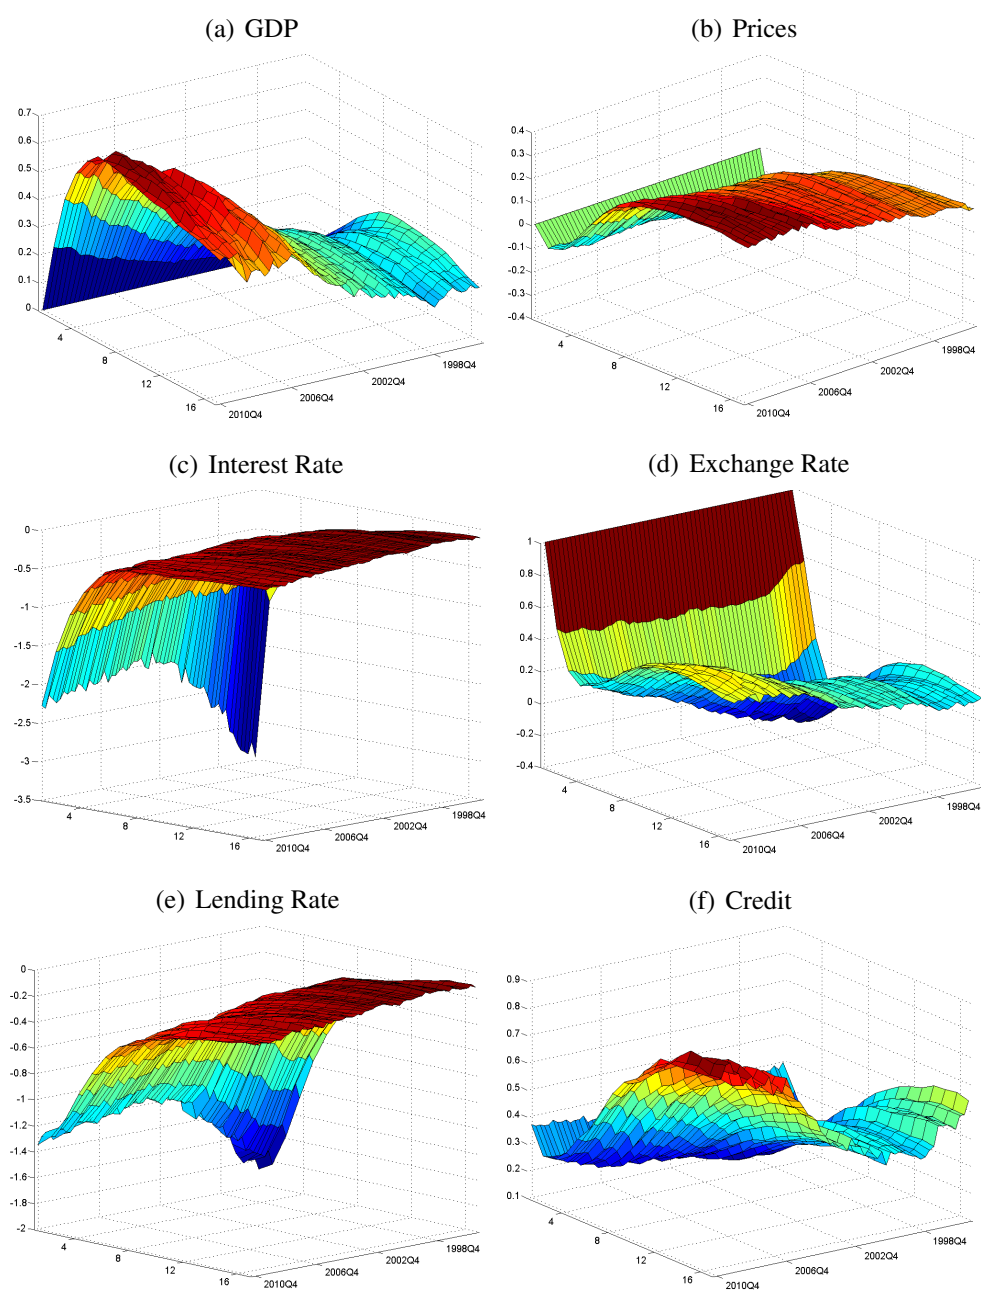 (a) GDP
0.7
0.6
0.5
0.4
0.3
0.2
0.1
0
4
8
12
16
2010Q4
2006Q4
2002Q4
1998Q4
(b) Prices
0.4
0.3
0.2
0.1
0
-0.1
-0.2
-0.3
-0.4
4
8
12
16
2010Q4
2006Q4
2002Q4
1998Q4
(c) Interest Rate
0
-0.5
-1
-1.5
-2
-2.5
-3
-3.5
4
8
12
16
2010Q4
2006Q4
2002Q4
1998Q4
(d) Exchange Rate
1
0.8
0.6
0.4
0.2
0
-0.2
-0.4
4
8
12
16
2010Q4
2006Q4
2002Q4
1998Q4
(e) Lending Rate
0
-0.2
-0.4
-0.6
-0.8
-1
-1.2
-1.4
-1.6
-1.8
-2
4
8
12
16
2010Q4
2006Q4
2002Q4
1998Q4
(f) Credit
0.9
0.8
0.7
0.6
0.5
0.4
0.3
0.2
0.1
4
8
12
16
2010Q4
2006Q4
2002Q4
1998Q4